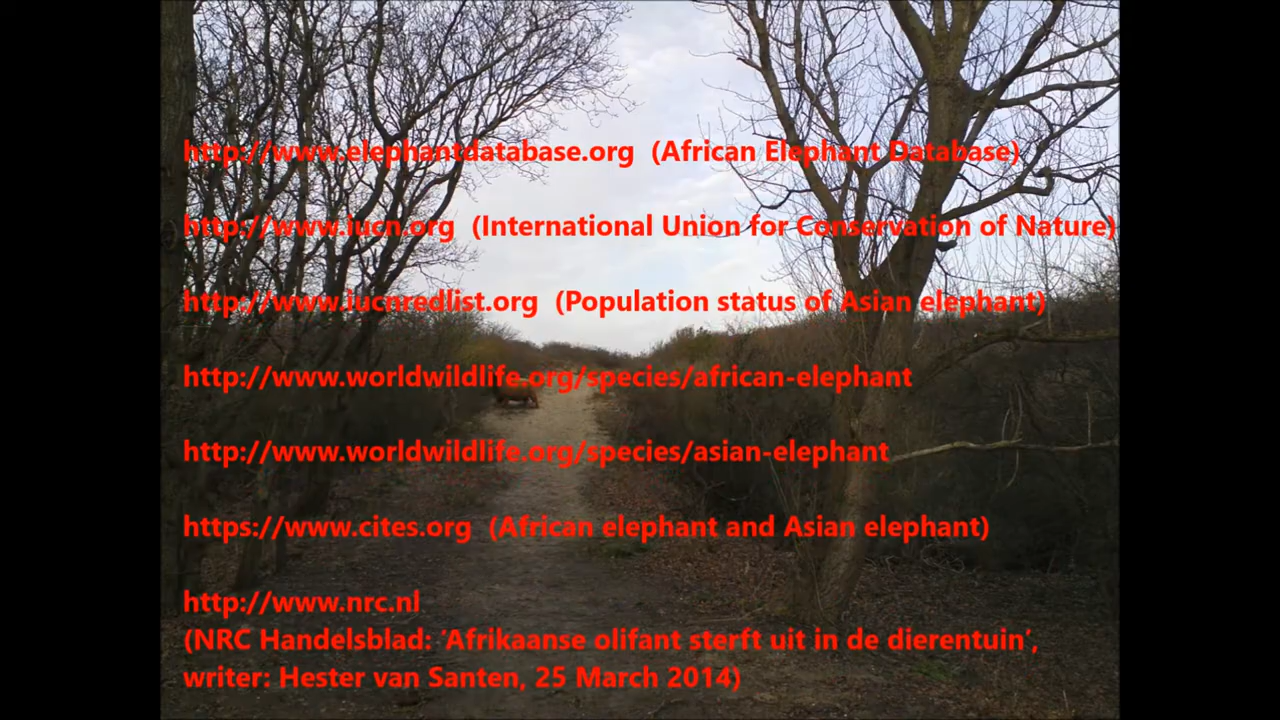 http://www.elephantdatabase.org (African Elephant Database)
http://www.iucn.org (International Union for Conservation of Nature)
http://www.iucnredlist.org (Population status of Asian elephant)
http://www.worldwildlife.org/species/african-elephant
http://www.worldwildlife.org/species/asian-elephant
https://www.cites.org (African elephant and Asian elephant)
http://www.nrc.nl
(NRC Handelsblad: ‘Afrikaanse olifant sterft uit in de dierentuin’,
writer: Hester van Santen, 25 March 2014)